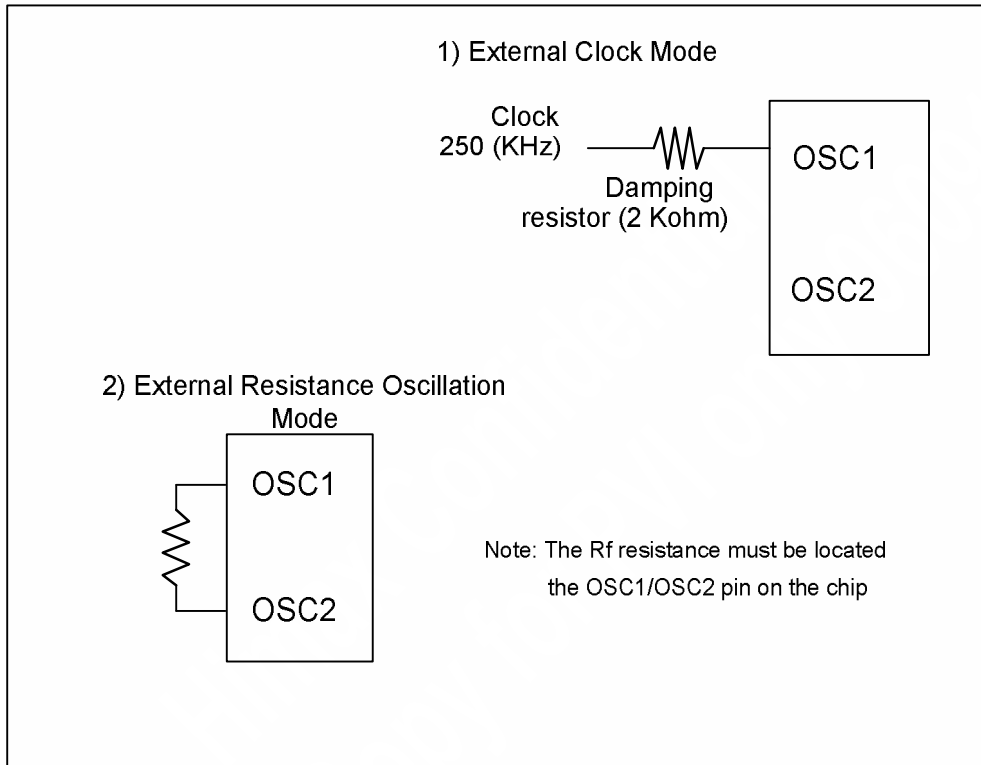 1) External Clock Mode
Clock
250 (KHz)
OSC1
Damping
resistor (2 Kohm)
OSC2
2) External Resistance Oscillation
Mode
OSC1
OSC2
Note: The Rf resistance must be located
the OSC1/OSC2 pin on the chip